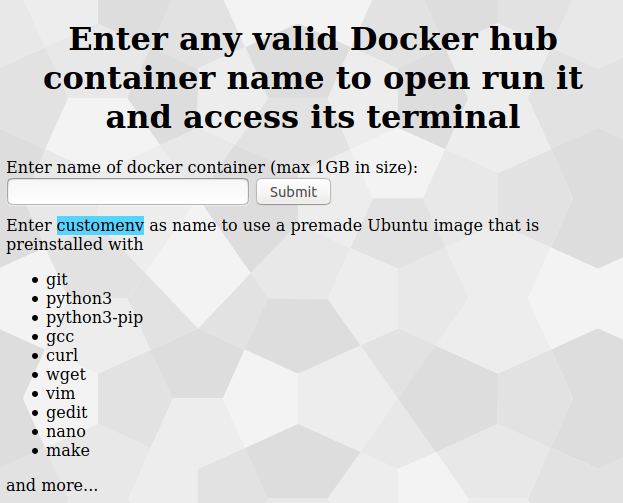 Enter any valid Docker hub
container name to open run it
and access its terminal
Enter name of docker container (max 1GB in size):
Submit
Enter customenv as name to use a premade Ubuntu image that is
preinstalled with
git
python3
python3-pip
gcc
curl
wget
vim
gedit
nano
make
and more...